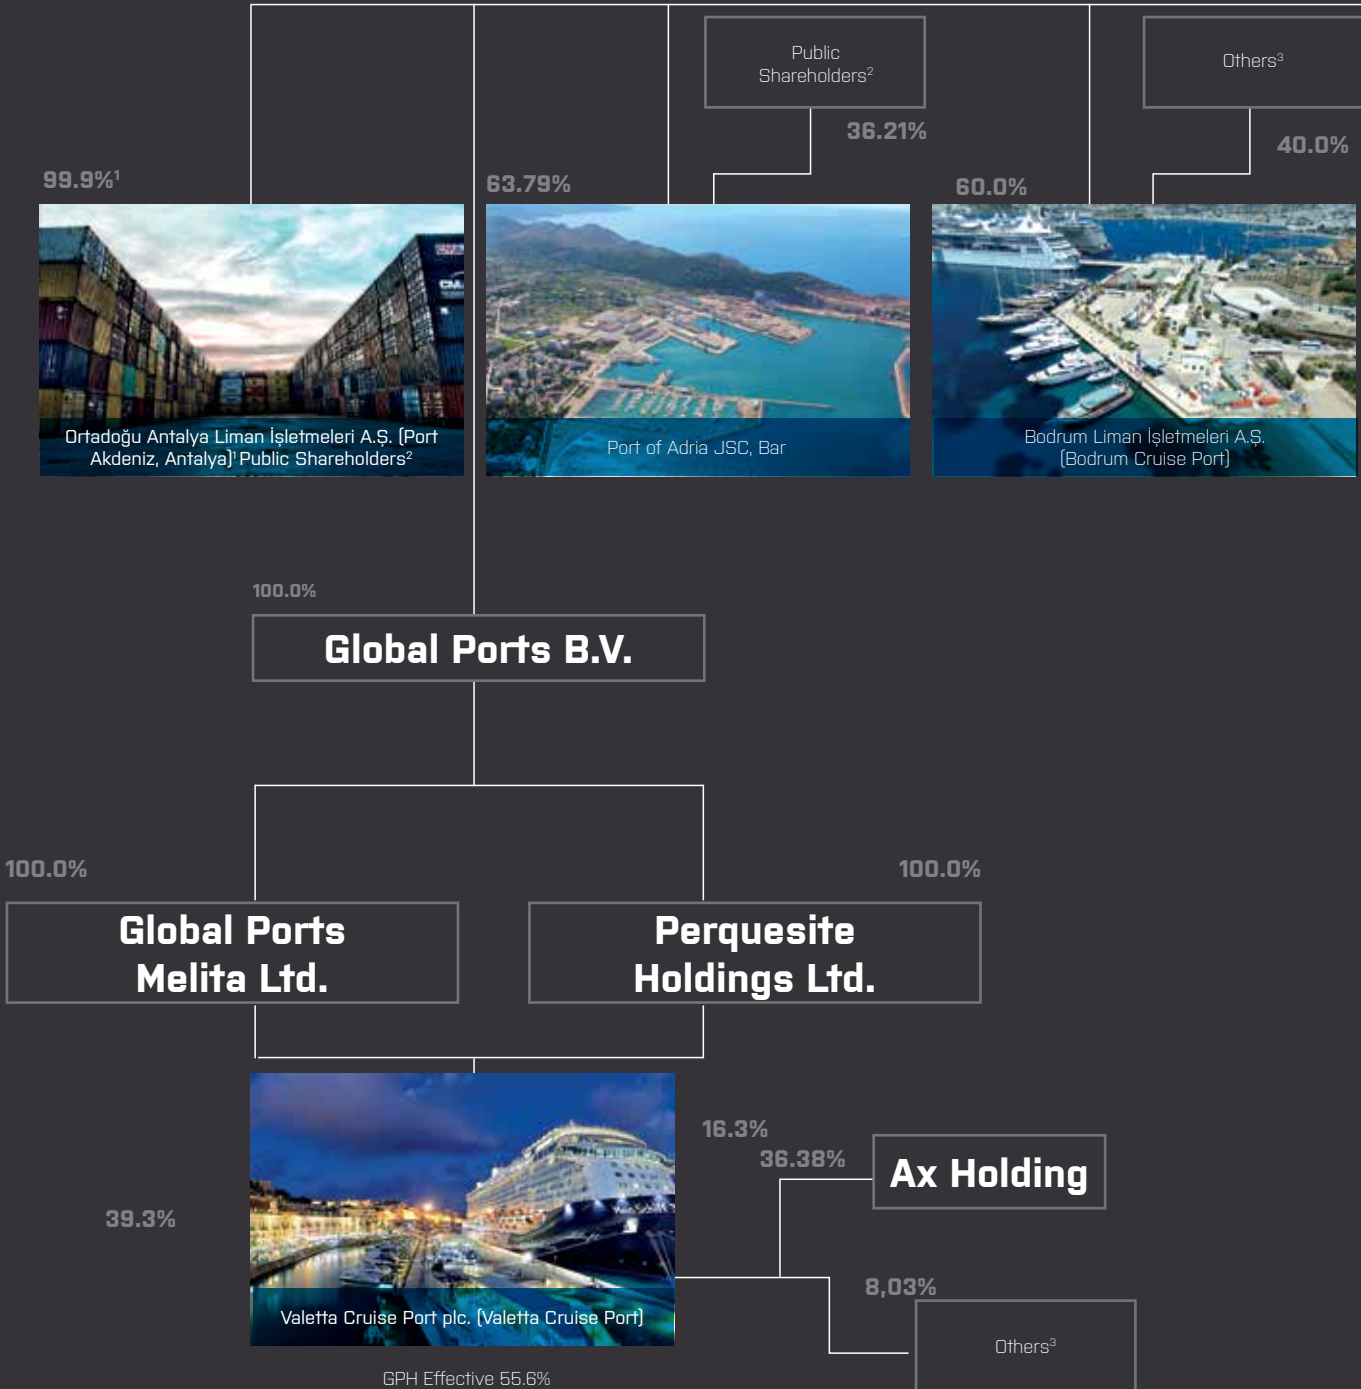 Public
Shareholders²
Others³
36.21%
40.0%
99.9%¹
63.79%
60.0%
Ortadoğu Antalya Liman İşletmeleri A.Ş. (Port
Akdeniz, Antalya)¹ Public Shareholders²
Port of Adria JSC, Bar
Bodrum Liman İşletmeleri A.Ş.
(Bodrum Cruise Port)
100.0%
Global Ports B.V.
100.0%
100.0%
Global Ports
Melita Ltd.
Perquesite
Holdings Ltd.
16.3%
36.38%
Ax Holding
39.3%
8,03%
Valetta Cruise Port plc. (Valetta Cruise Port)
Others³
GPH Effective 55.6%